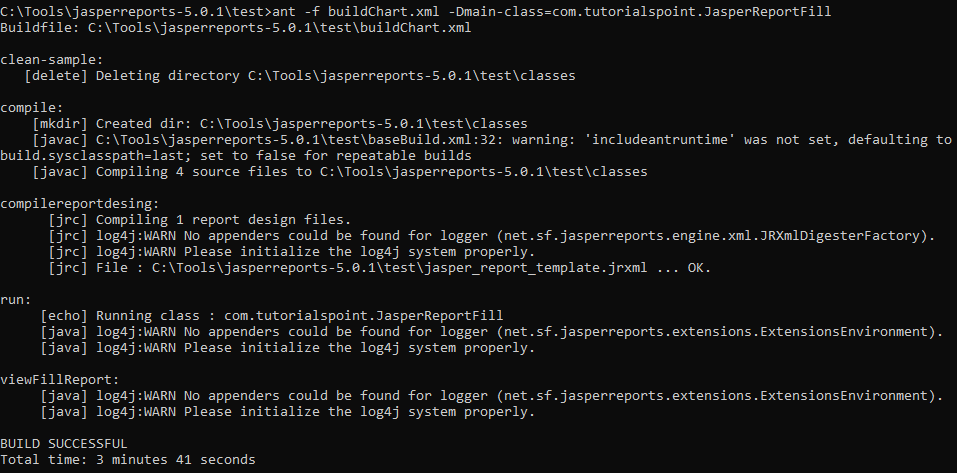 C:\Tools\jasperreports-5.0.1\test>ant -f buildChart.xml -Dmain-class=com.tutorialspoint.JasperReportFill
Buildfile: C:\Tools\jasperreports-5.0.1\test\buildChart.xml

clean-sample:
   [delete] Deleting directory C:\Tools\jasperreports-5.0.1\test\classes

compile:
    [mkdir] Created dir: C:\Tools\jasperreports-5.0.1\test\classes
    [javac] C:\Tools\jasperreports-5.0.1\test\baseBuild.xml:32: warning: 'includeantruntime' was not set, defaulting to
build.sysclasspath=last; set to false for repeatable builds
    [javac] Compiling 4 source files to C:\Tools\jasperreports-5.0.1\test\classes

compilereportdesing:
      [jrc] Compiling 1 report design files.
      [jrc] log4j:WARN No appenders could be found for logger (net.sf.jasperreports.engine.xml.JRXmlDigesterFactory).
      [jrc] log4j:WARN Please initialize the log4j system properly.
      [jrc] File : C:\Tools\jasperreports-5.0.1\test\jasper_report_template.jrxml ... OK.

run:
     [echo] Running class : com.tutorialspoint.JasperReportFill
     [java] log4j:WARN No appenders could be found for logger (net.sf.jasperreports.extensions.ExtensionsEnvironment).
     [java] log4j:WARN Please initialize the log4j system properly.

viewFillReport:
     [java] log4j:WARN No appenders could be found for logger (net.sf.jasperreports.extensions.ExtensionsEnvironment).
     [java] log4j:WARN Please initialize the log4j system properly.

BUILD SUCCESSFUL
Total time: 3 minutes 41 seconds